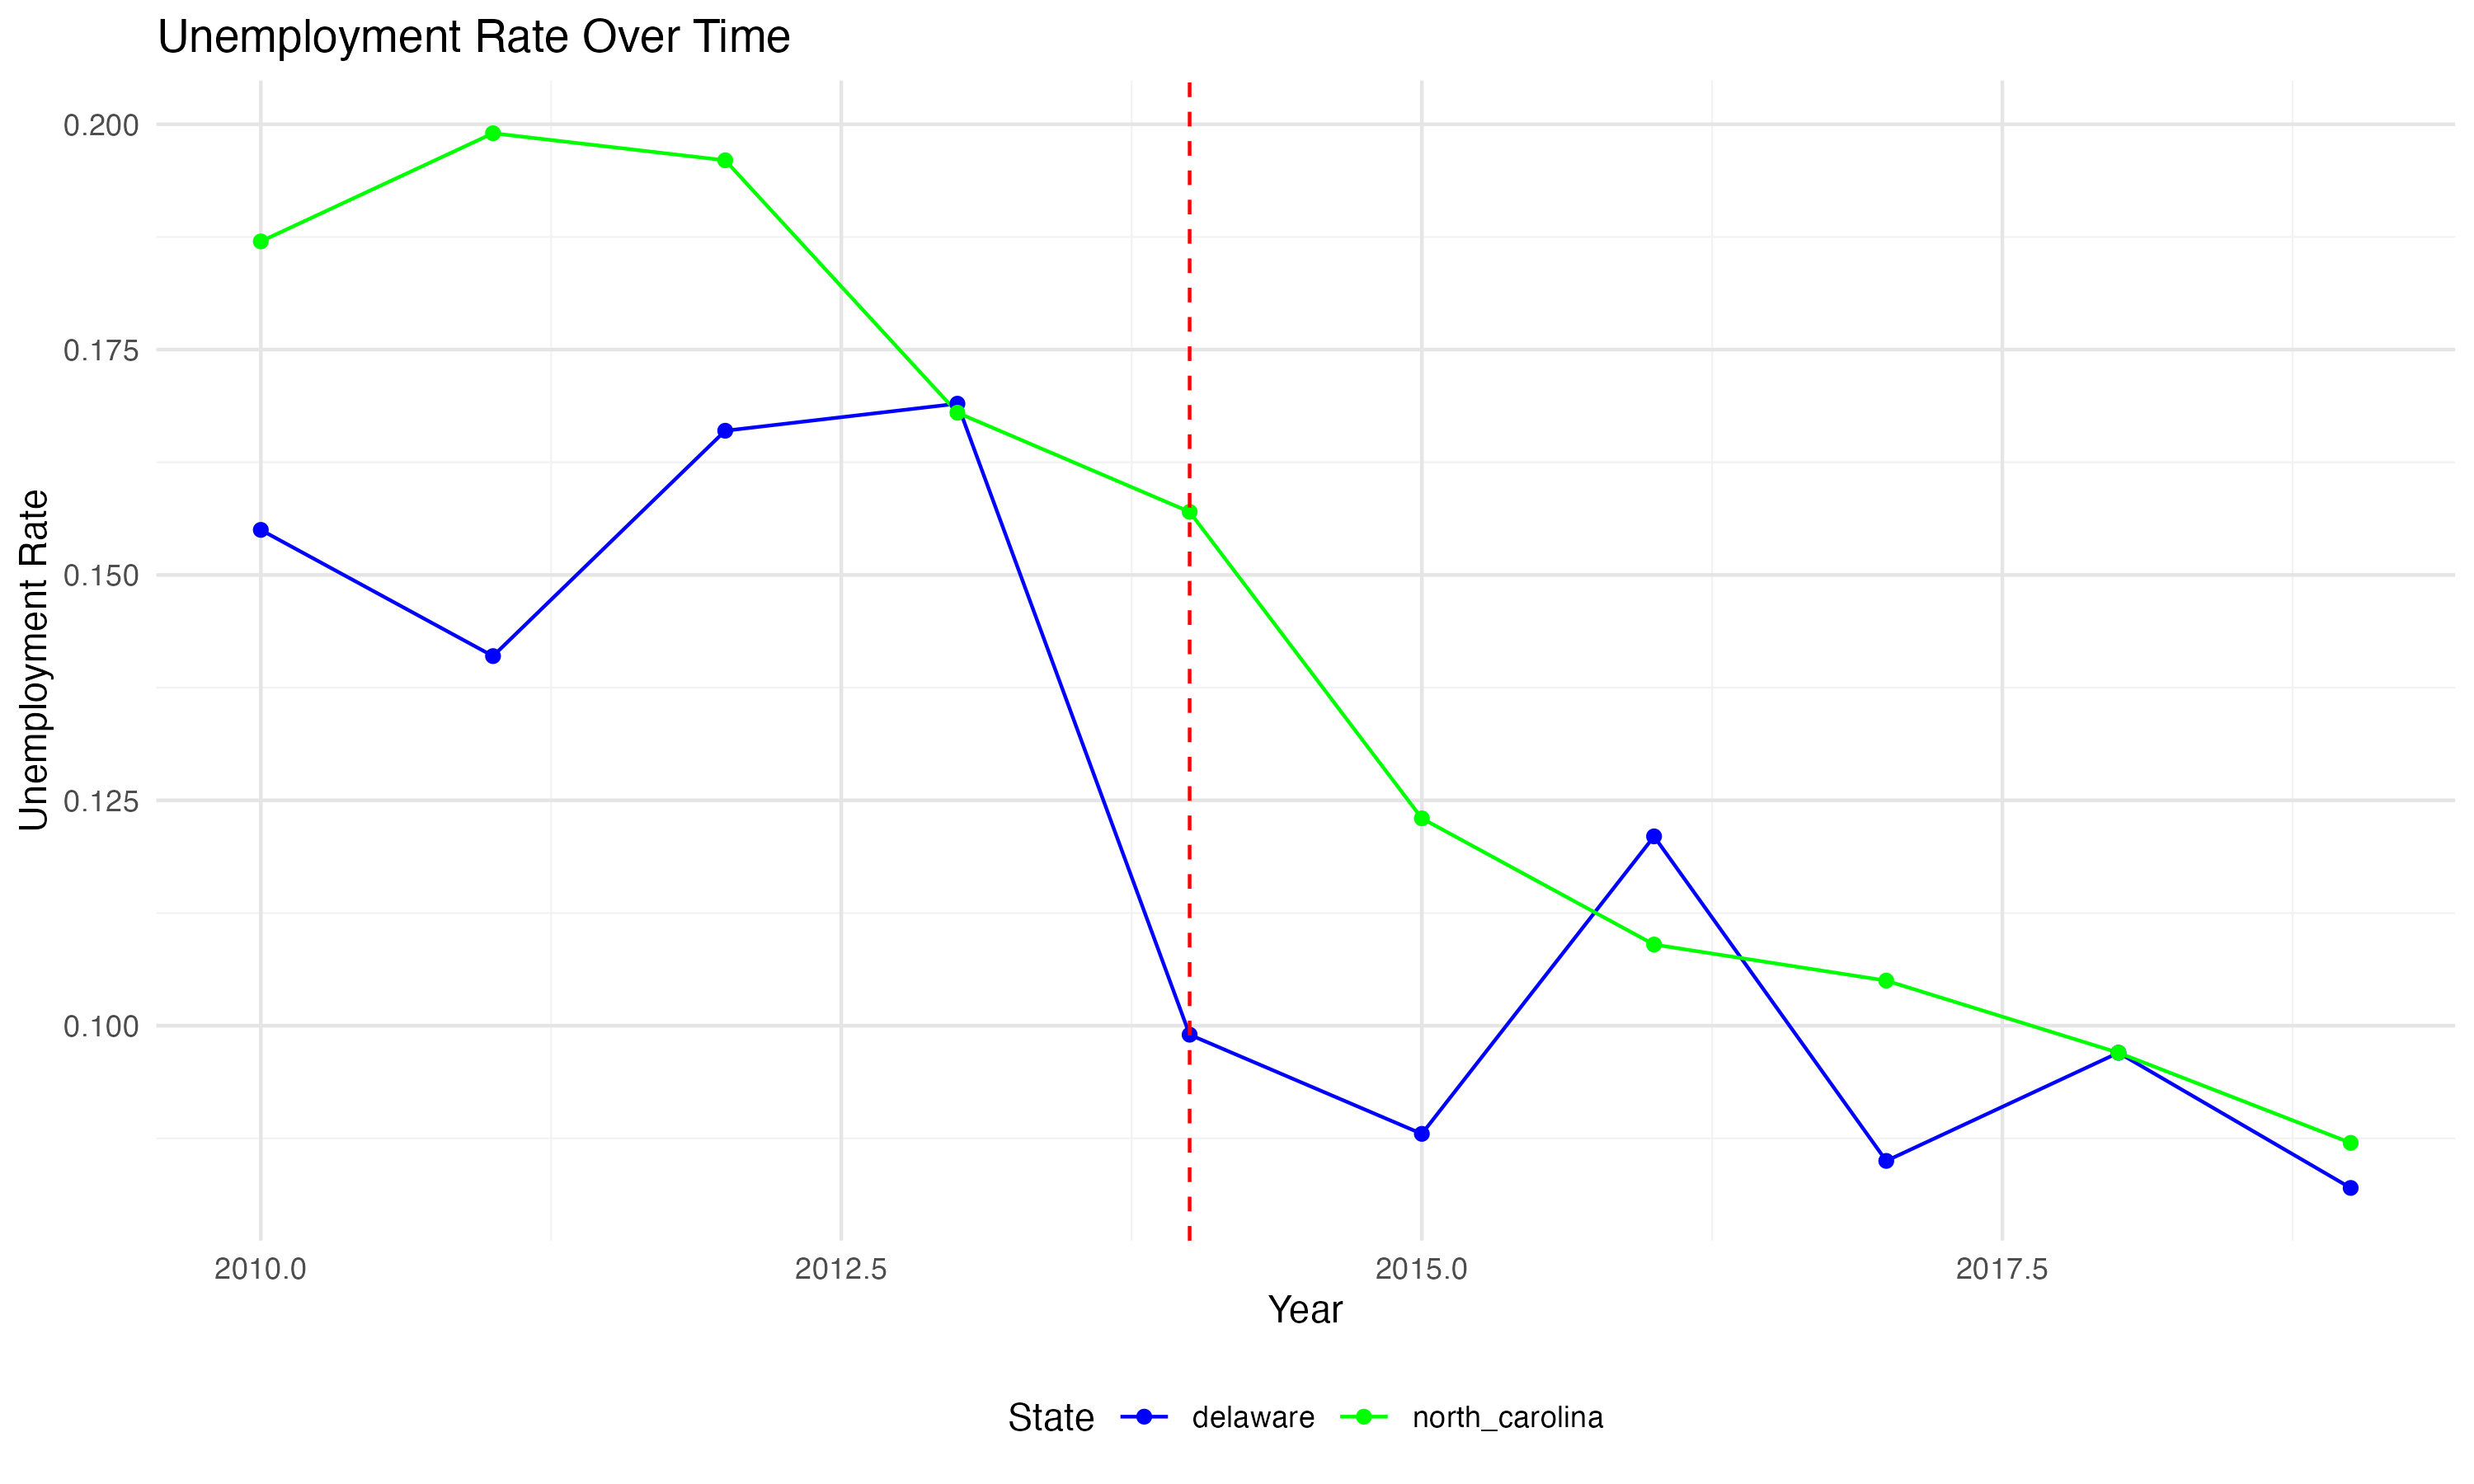 Unemployment Rate Over Time
Unemployment Rate
0.200
0.175
0.150
0.125
0.100
2010.0 2012.5 2015.0 2017.5
Year
State delaware north_carolina